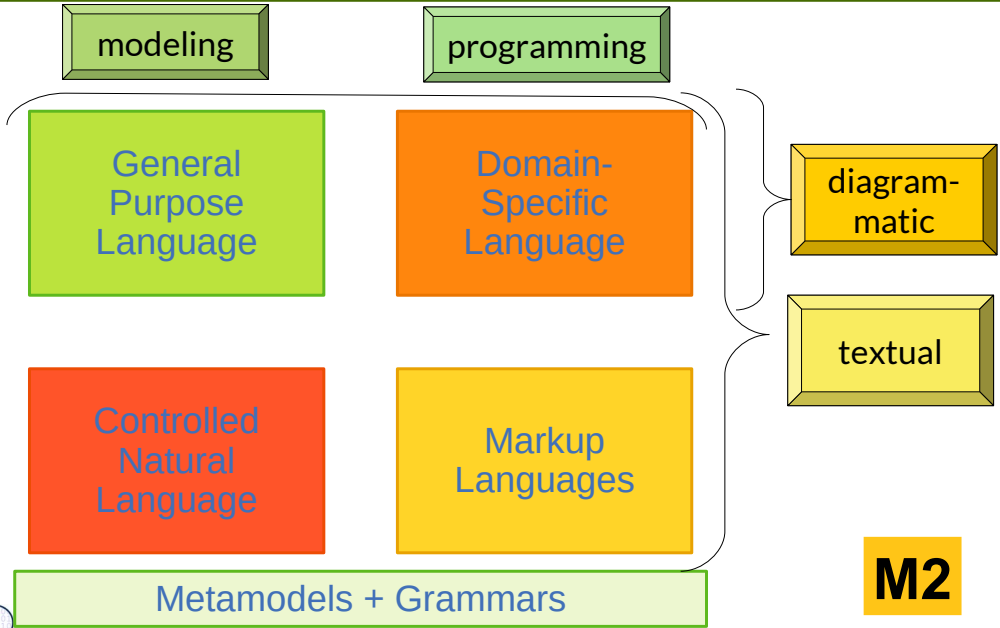 modeling
programming
General
Purpose
Language
Domain-
Specific
Language
diagram-
matic
textual
Controlled
Natural
Language
Markup
Languages
M2
Metamodels + Grammars